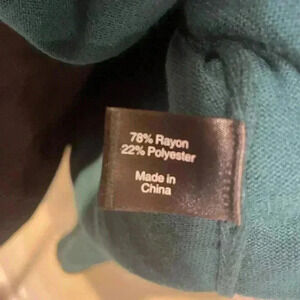 78% Rayon
22% Polyester
Made in
China